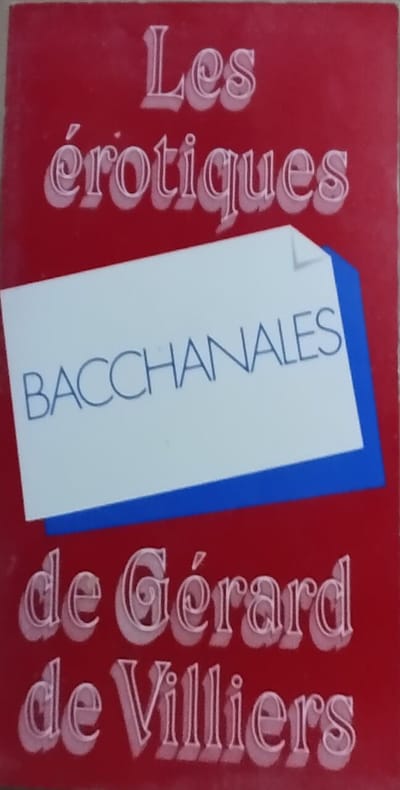 Les
érotiques
BACCHANALES
de Gérard
de Villiers